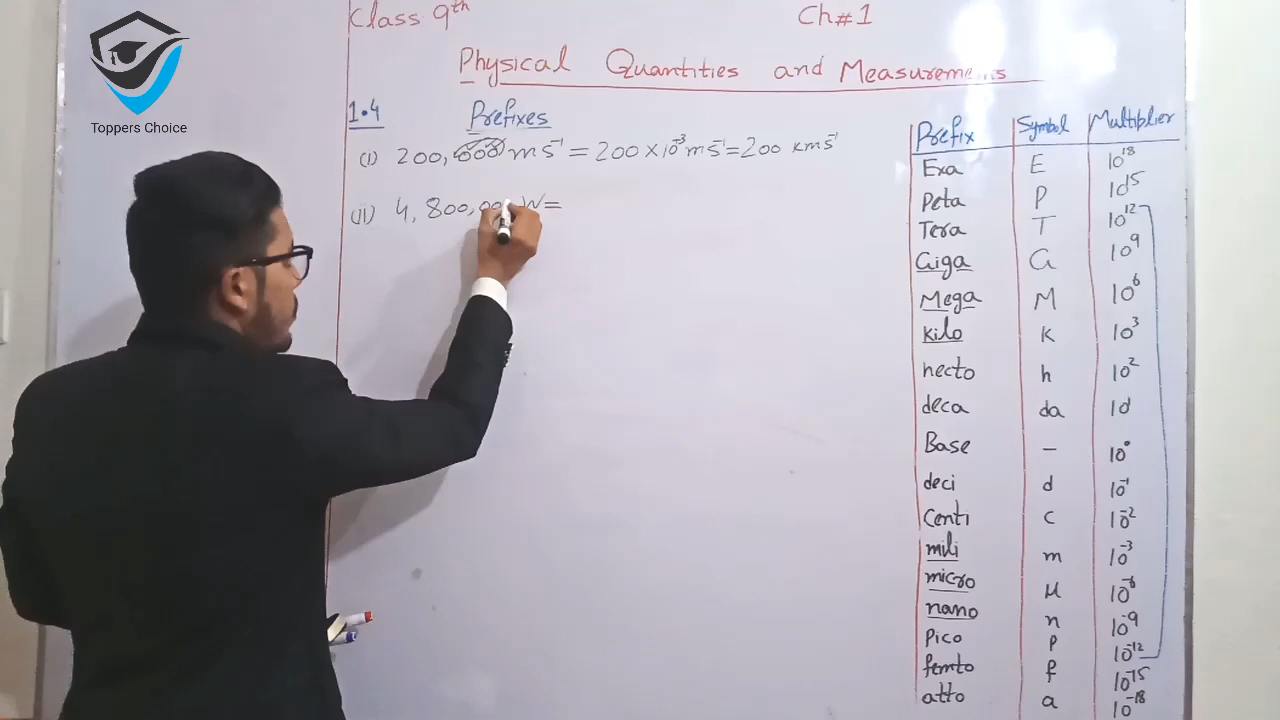 Class 9th Ch#1
Toppers Choice
Physical Quantities and Measurements
1.4 Prefixes
(i) 200,000 ms⁻¹ = 200 × 10⁻³ ms⁻¹ = 200 kms⁻¹
(ii) 4,800,00 W =
Prefix Symbol Multiplier
Exa E 10¹⁸
Peta P 10¹⁵
Tera T 10¹²
Giga G 10⁹
Mega M 10⁶
kilo k 10³
hecto h 10²
deca da 10¹
Base – 10⁰
deci d 10⁻¹
Centi c 10⁻²
mili m 10⁻³
micro μ 10⁻⁶
nano n 10⁻⁹
Pico p 10⁻¹²
femto f 10⁻¹⁵
atto a 10⁻¹⁸